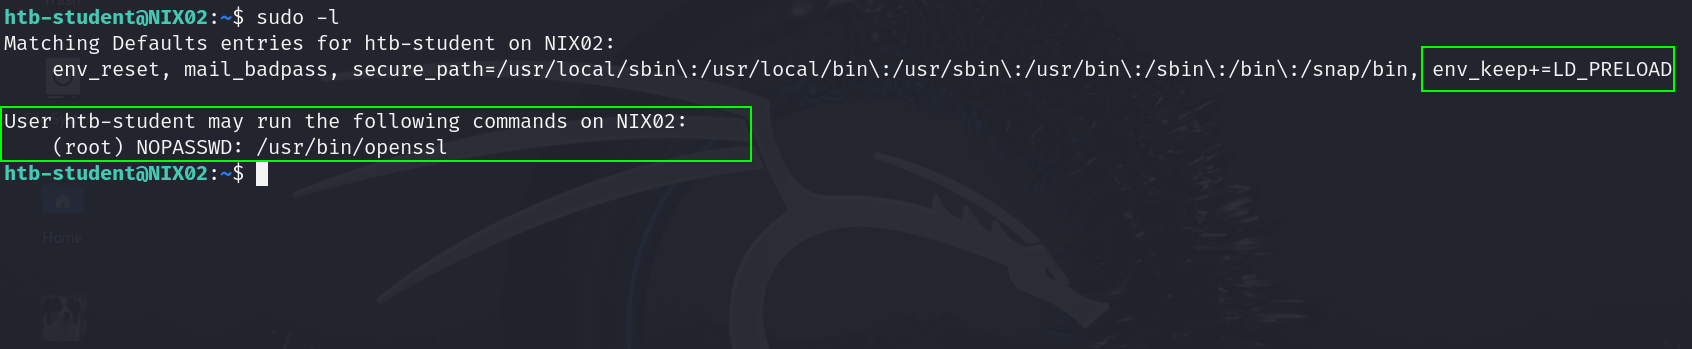 htb-student@NIX02:~$ sudo -l
Matching Defaults entries for htb-student on NIX02:
    env_reset, mail_badpass, secure_path=/usr/local/sbin\:/usr/local/bin\:/usr/sbin\:/usr/bin\:/sbin\:/bin\:/snap/bin, env_keep+=LD_PRELOAD

User htb-student may run the following commands on NIX02:
    (root) NOPASSWD: /usr/bin/openssl
htb-student@NIX02:~$
Home